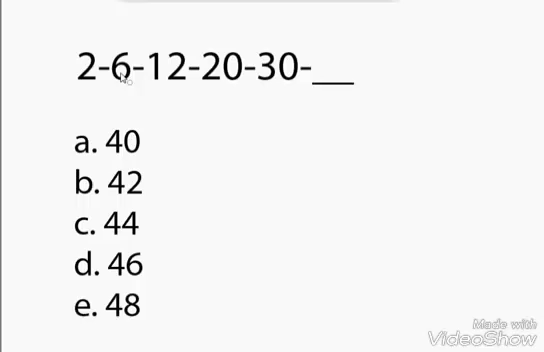 2-6-12-20-30-___
a. 40
b. 42
c. 44
d. 46
e. 48
Made with
VideoShow